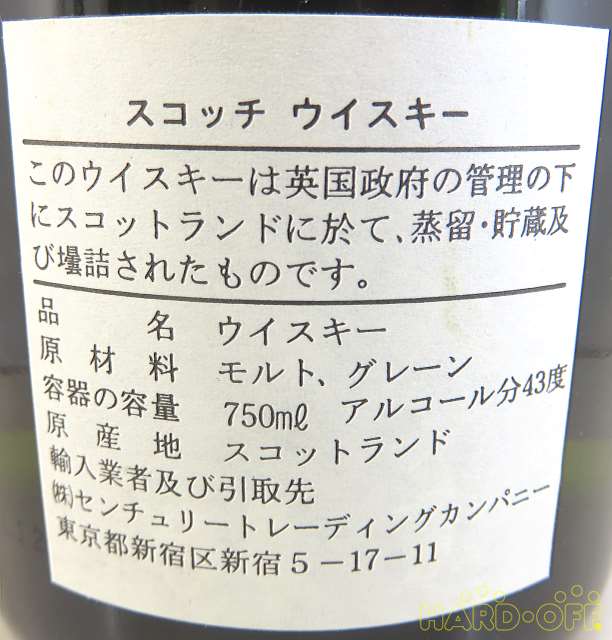 スコッチ ウイスキー
このウイスキーは英国政府の管理の下
にスコットランドに於て、蒸留・貯蔵及
び壜詰されたものです。
品名 ウイスキー
原材料 モルト、グレーン
容器の容量 750mℓ アルコール分43度
原産地 スコットランド
輸入業者及び引取先
㈱センチュリートレーディングカンパニー
東京都新宿区新宿5-17-11
HARD・OFF